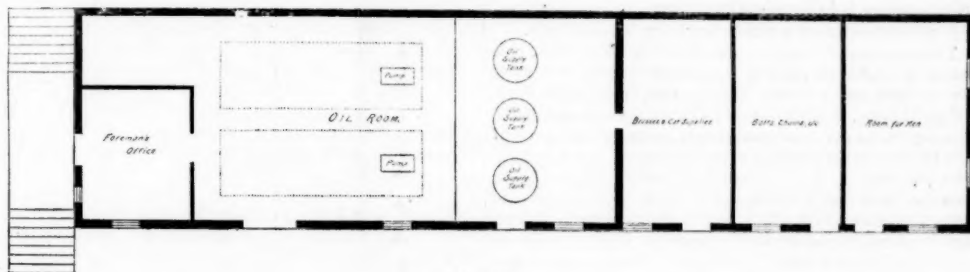 Foreman's
Office
Pump
OIL ROOM.
Pump
Oil
Supply
Tank
Oil
Supply
Tank
Oil
Supply
Tank
Brasses & Car Supplies
Bolts, Chains, etc
Room for Men